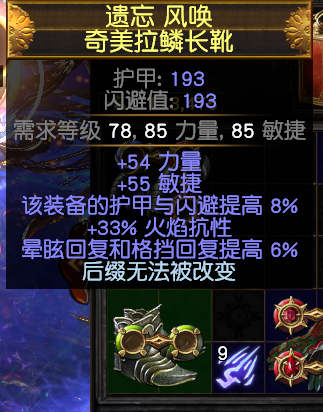 遗忘 风唤
奇美拉鳞长靴
护甲: 193
闪避值: 193
需求等级 78, 85 力量, 85 敏捷
+54 力量
+55 敏捷
该装备的护甲与闪避提高 8%
+33% 火焰抗性
晕眩回复和格挡回复提高 6%
后缀无法被改变
9